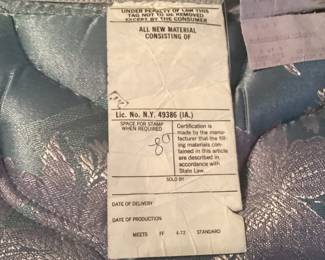 UNDER PENALTY OF LAW THIS
TAG NOT TO BE REMOVED
EXCEPT BY THE CONSUMER
ALL NEW MATERIAL
CONSISTING OF
Lic. No. N.Y. 49386 (IA.)
SPACE FOR STAMP
WHEN REQUIRED
Certification is
made by the manu-
facturer that the fill-
ing materials con-
tained in this article
are described in
accordance with
State Law.
SOLD BY
DATE OF DELIVERY
DATE OF PRODUCTION
MEETS FF 4-72 STANDARD